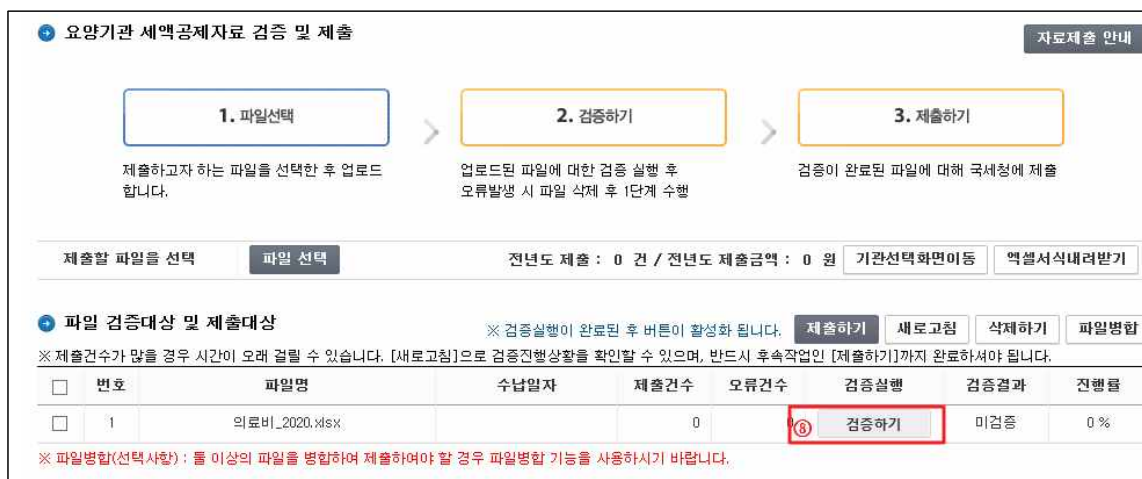 요양기관 세액공제자료 검증 및 제출
자료제출 안내
1. 파일선택
2. 검증하기
3. 제출하기
제출하고자 하는 파일을 선택한 후 업로드
합니다.
업로드된 파일에 대한 검증 실행 후
오류발생 시 파일 삭제 후 1단계 수행
검증이 완료된 파일에 대해 국세청에 제출
제출할 파일을 선택 파일 선택 전년도 제출 : 0 건 / 전년도 제출금액 : 0 원 기관선택화면이동 엑셀서식내려받기
파일 검증대상 및 제출대상 ※ 검증실행이 완료된 후 버튼이 활성화 됩니다. 제출하기 새로고침 삭제하기 파일병합
※ 제출건수가 많을 경우 시간이 오래 걸릴 수 있습니다. [새로고침]으로 검증진행상황을 확인할 수 있으며, 반드시 후속작업인 [제출하기]까지 완료하셔야 됩니다.
번호 파일명 수납일자 제출건수 오류건수 검증실행 검증결과 진행률
1 의료비_2020.xlsx 0 0 ⑧ 검증하기 미검증 0 %
※ 파일병합(선택사항) : 둘 이상의 파일을 병합하여 제출하여야 할 경우 파일병합 기능을 사용하시기 바랍니다.